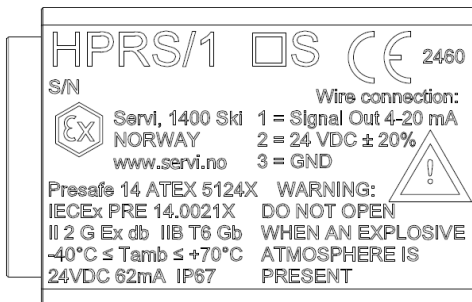 HPRS/1 □S CE 2460
S/N
Wire connection:
Ex Servi, 1400 Ski 1 = Signal Out 4-20 mA
NORWAY 2 = 24 VDC ± 20%
www.servi.no 3 = GND
!
Presafe 14 ATEX 5124X WARNING:
IECEx PRE 14.0021X DO NOT OPEN
II 2 G Ex db IIB T6 Gb WHEN AN EXPLOSIVE
-40°C ≤ Tamb ≤ +70°C ATMOSPHERE IS
24VDC 62mA IP67 PRESENT